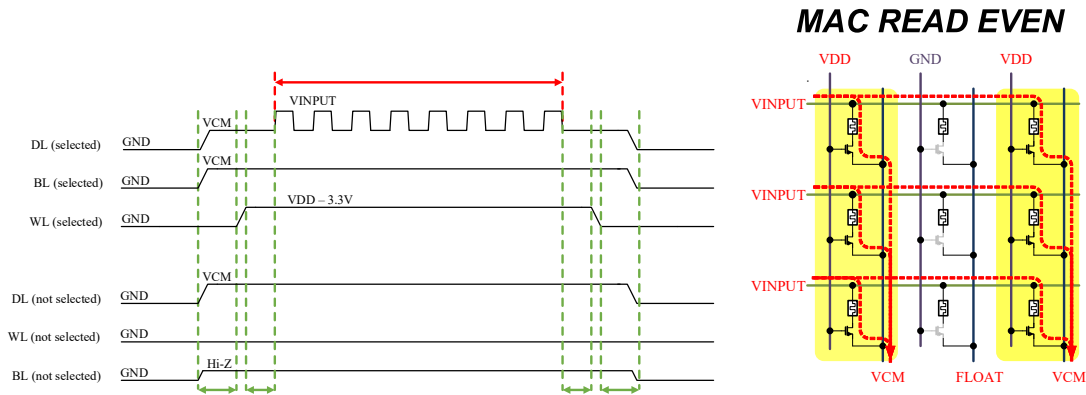 MAC READ EVEN
VDD GND VDD
VINPUT
VCM
DL (selected) GND
VCM
BL (selected) GND
VDD – 3.3V
WL (selected) GND
VCM
DL (not selected) GND
WL (not selected) GND
Hi-Z
BL (not selected) GND
VINPUT
VINPUT
VINPUT
VCM FLOAT VCM